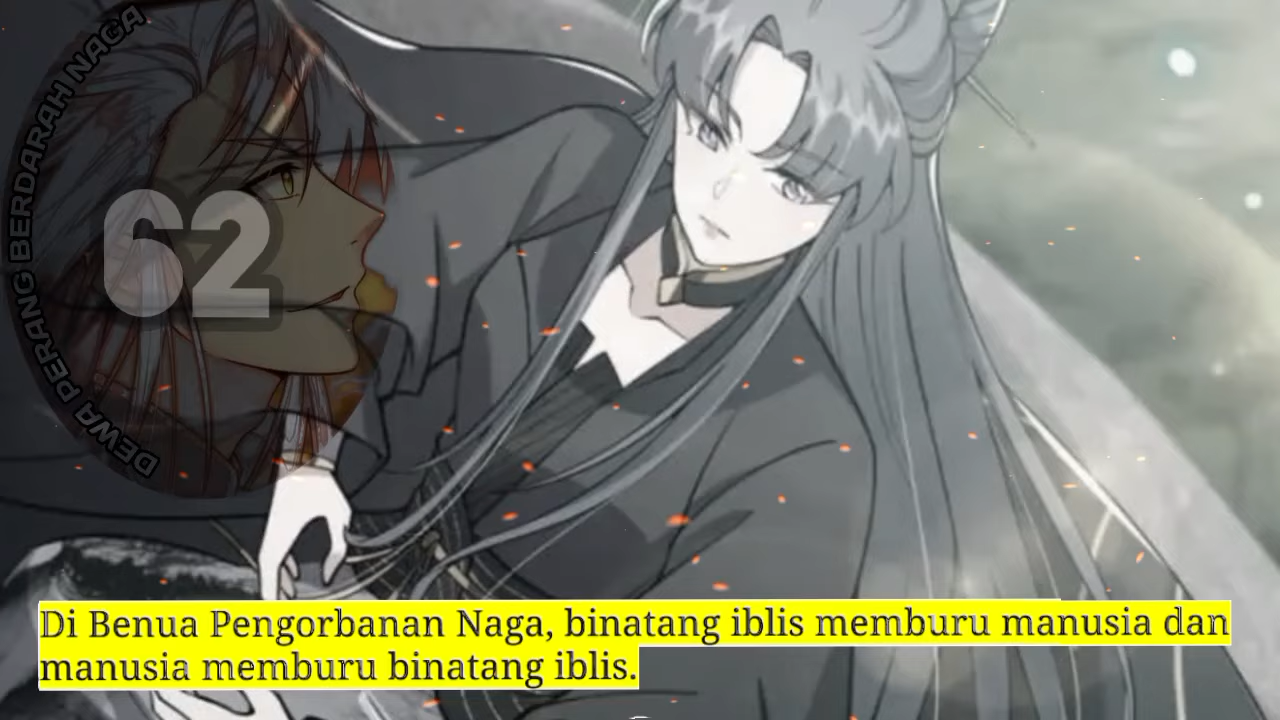 DEWA PERANG BERDARAH NAGA
62
Di Benua Pengorbanan Naga, binatang iblis memburu manusia dan
manusia memburu binatang iblis.